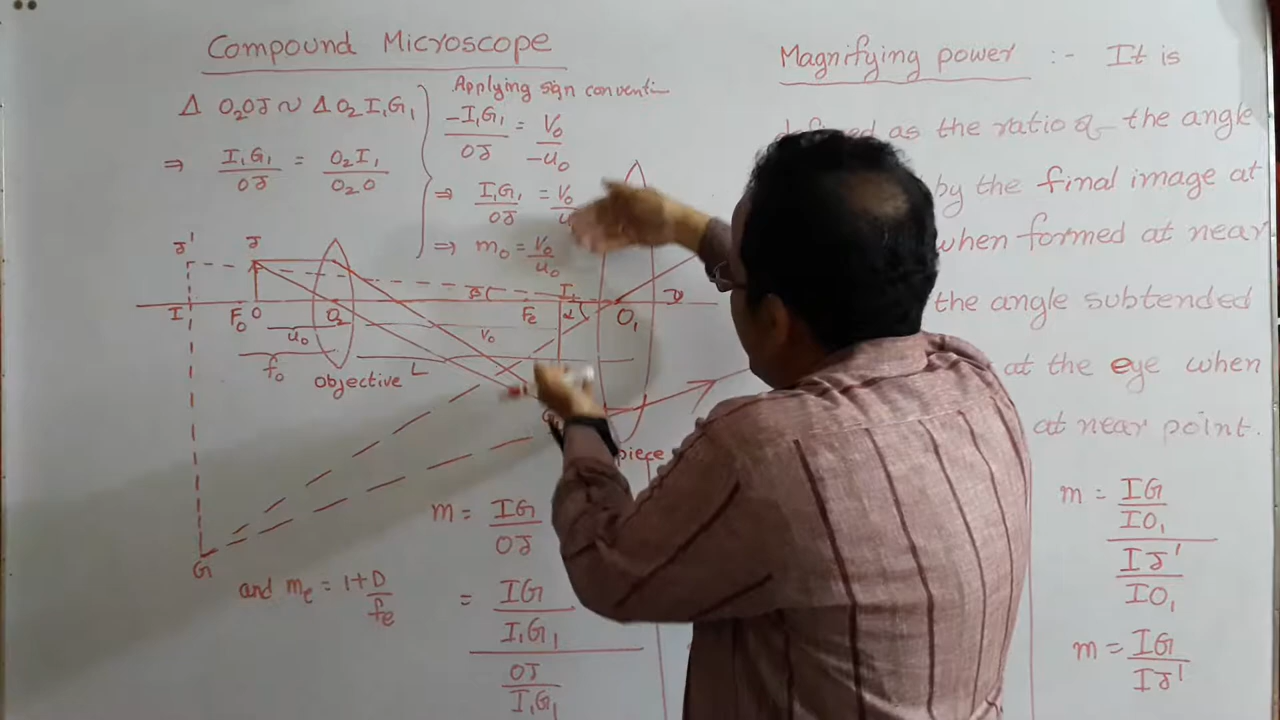 Compound Microscope
Δ O₂OJ ~ Δ O₂I₁G₁
⇒ I₁G₁/OJ = O₂I₁/O₂O
Applying sign conventi
-I₁G₁/OJ = V₀/-u₀
⇒ I₁G₁/OJ = V₀/u
⇒ m₀ = V₀/u₀
J' J
β I₁ α D
I F₀ O O₂ Fe O₁
u₀ V₀
f₀ L
objective
piece
G
and mₑ = 1+D/fₑ
m = IG/OJ
= IG/I₁G₁ / OJ/I₁G₁
Magnifying power :- It is
as the ratio of the angle
by the final image at
when formed at near
the angle subtended
at the eye when
at near point.
m = IG/IO₁ / IJ'/IO₁
m = IG/IJ'